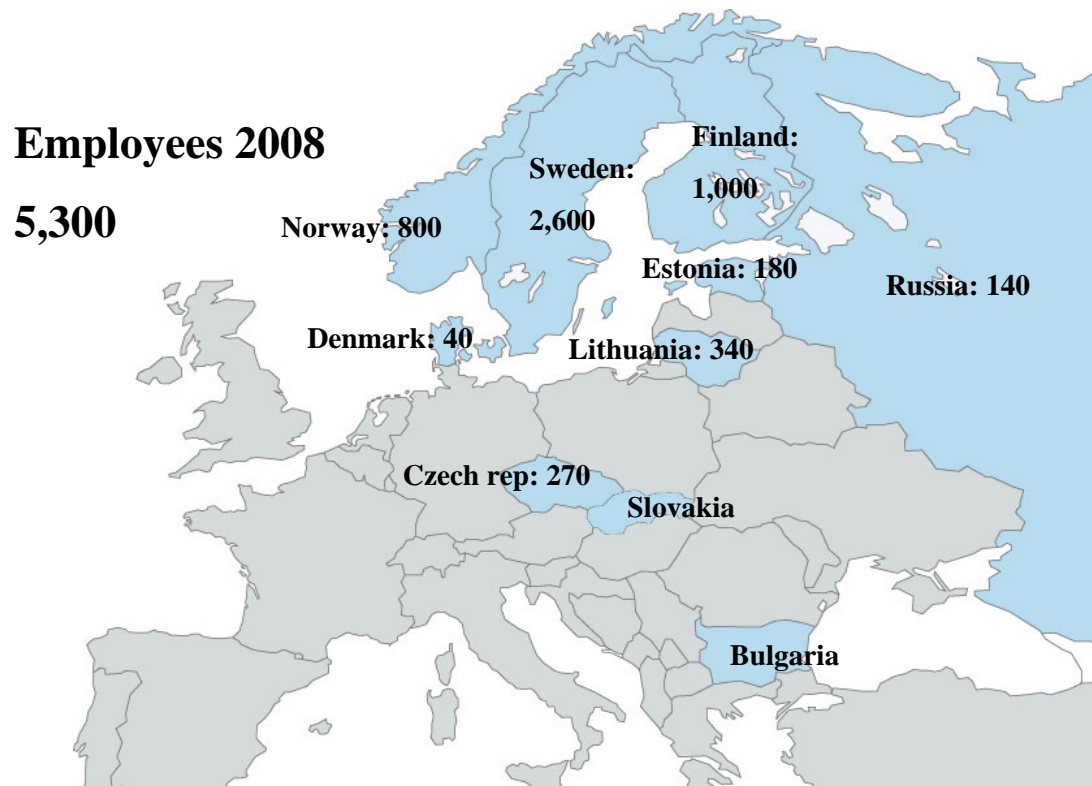 Employees 2008
5,300
Finland:
1,000
Sweden:
2,600
Norway: 800
Estonia: 180
Russia: 140
Denmark: 40
Lithuania: 340
Czech rep: 270
Slovakia
Bulgaria